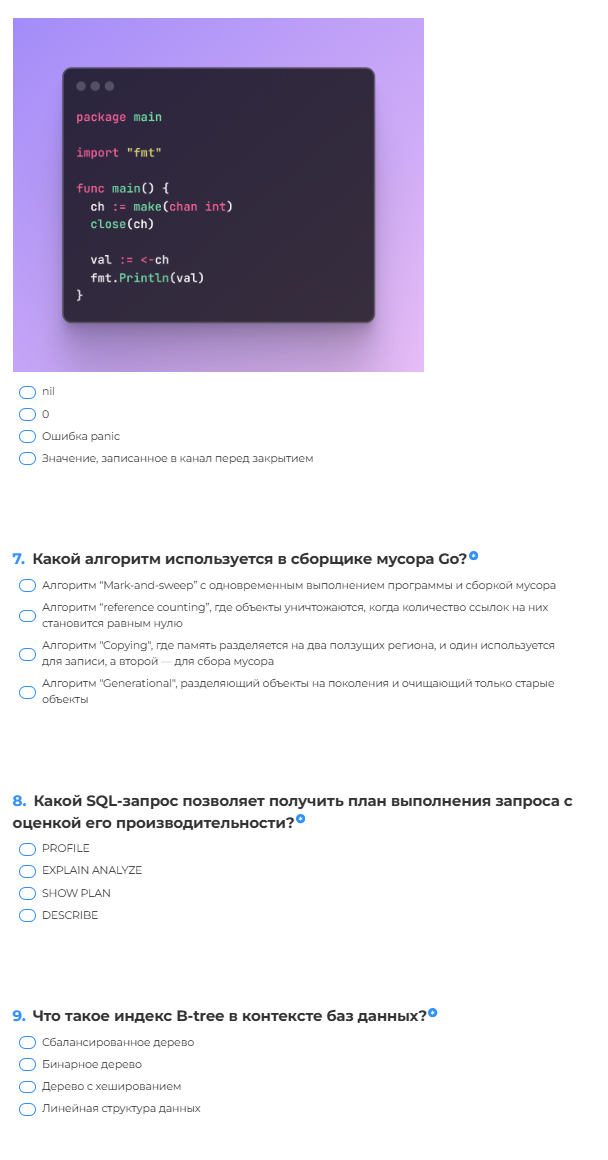 package main
import "fmt"
func main() {
ch := make(chan int)
close(ch)
val := <-ch
fmt.Println(val)
}
nil
0
Ошибка panic
Значение, записанное в канал перед закрытием
7. Какой алгоритм используется в сборщике мусора Go?
Алгоритм “Mark-and-sweep” с одновременным выполнением программы и сборкой мусора
Алгоритм “reference counting”, где объекты уничтожаются, когда количество ссылок на них
становится равным нулю
Алгоритм "Copying", где память разделяется на два ползущих региона, и один используется
для записи, а второй — для сбора мусора
Алгоритм "Generational", разделяющий объекты на поколения и очищающий только старые
объекты
8. Какой SQL-запрос позволяет получить план выполнения запроса с
оценкой его производительности?
PROFILE
EXPLAIN ANALYZE
SHOW PLAN
DESCRIBE
9. Что такое индекс B-tree в контексте баз данных?
Сбалансированное дерево
Бинарное дерево
Дерево с хешированием
Линейная структура данных